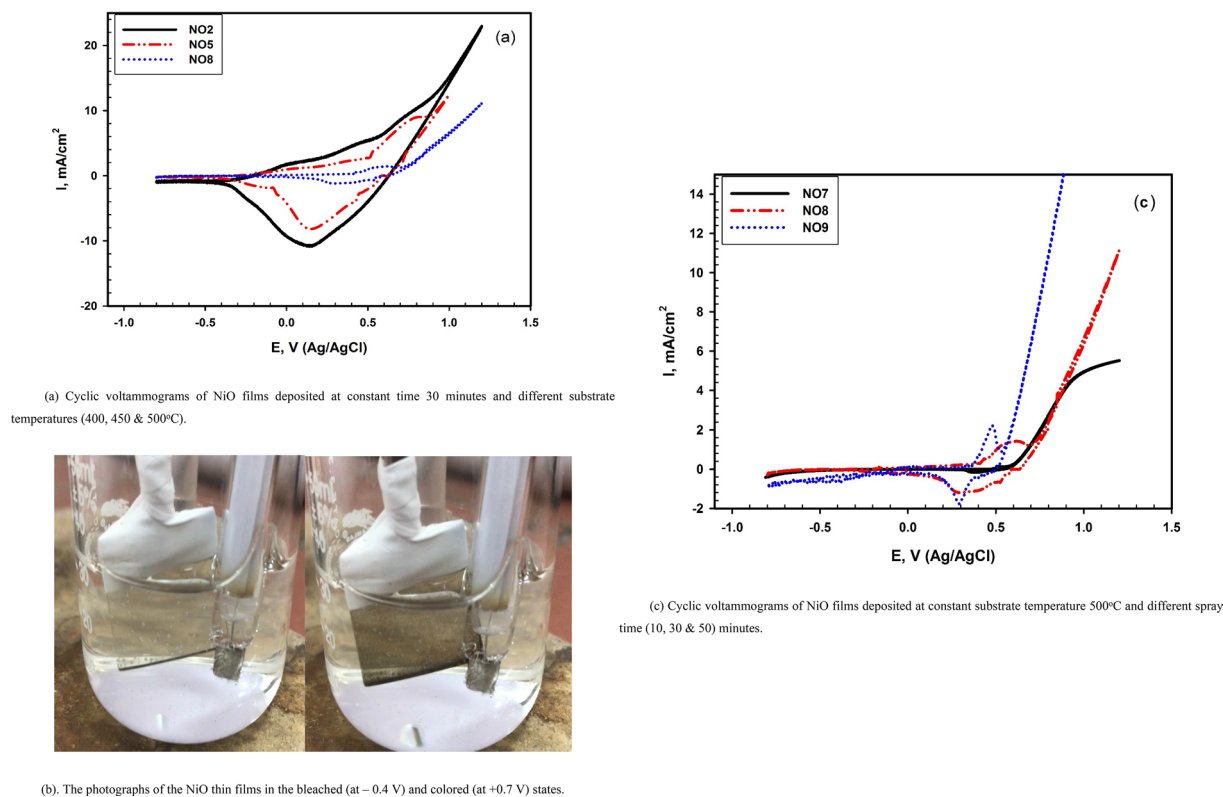 NO2
NO5
NO8
(a)
20
10
0
-10
-20
I, mA/cm²
-1.0 -0.5 0.0 0.5 1.0 1.5
E, V (Ag/AgCl)
(a) Cyclic voltammograms of NiO films deposited at constant time 30 minutes and different substrate
temperatures (400, 450 & 500°C).
(b). The photographs of the NiO thin films in the bleached (at – 0.4 V) and colored (at +0.7 V) states.
NO7
NO8
NO9
(c)
14
12
10
8
6
4
2
0
-2
I, mA/cm²
-1.0 -0.5 0.0 0.5 1.0 1.5
E, V (Ag/AgCl)
(c) Cyclic voltammograms of NiO films deposited at constant substrate temperature 500°C and different spray
time (10, 30 & 50) minutes.